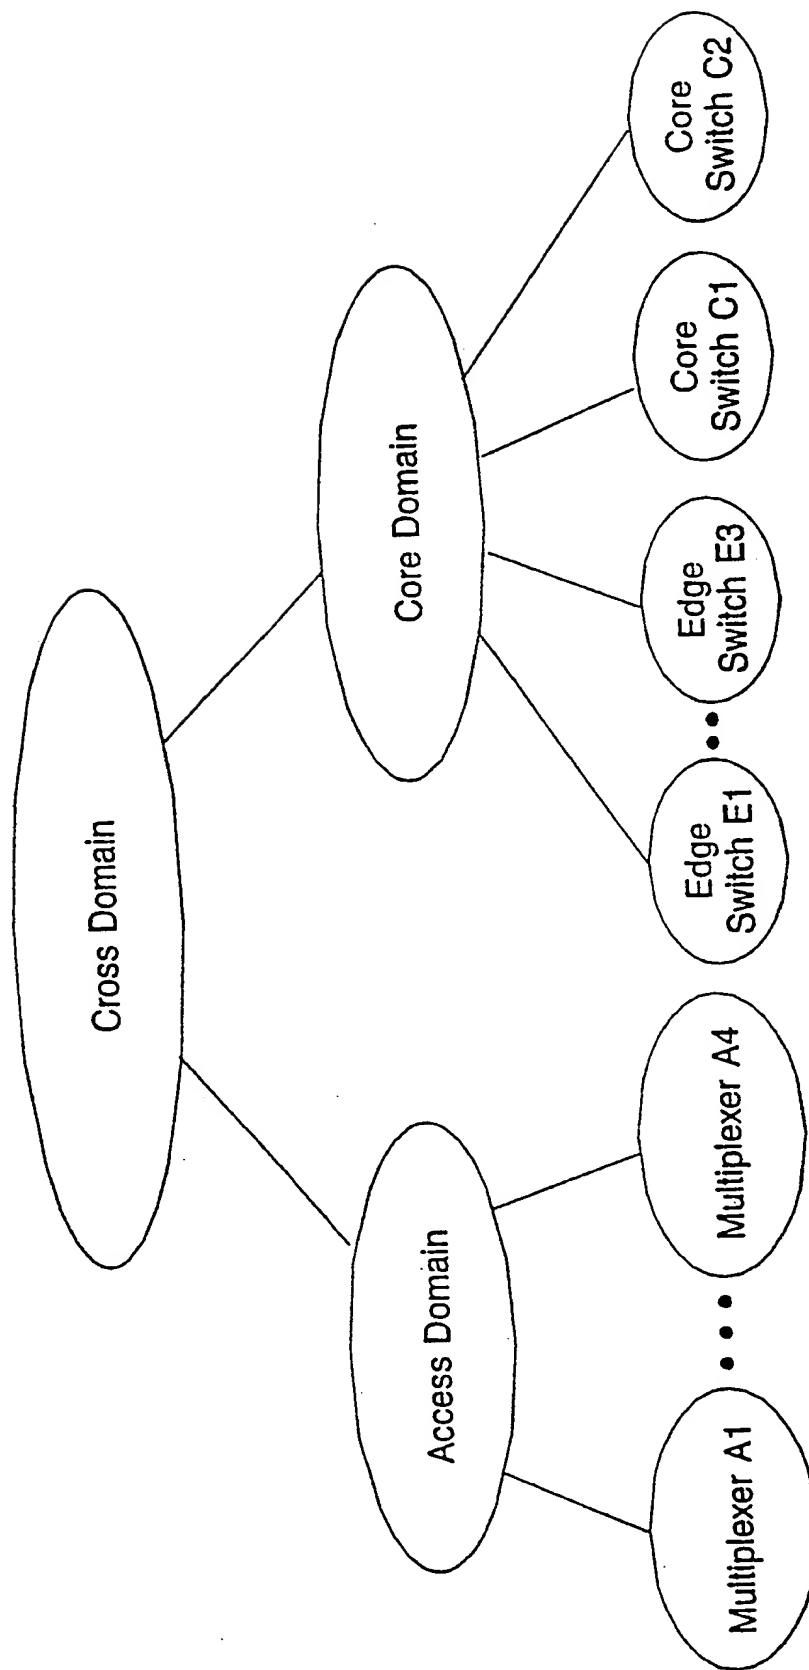 Cross Domain
Access Domain
Core Domain
Multiplexer A1
Multiplexer A4
Edge
Switch E1
Edge
Switch E3
Core
Switch C1
Core
Switch C2